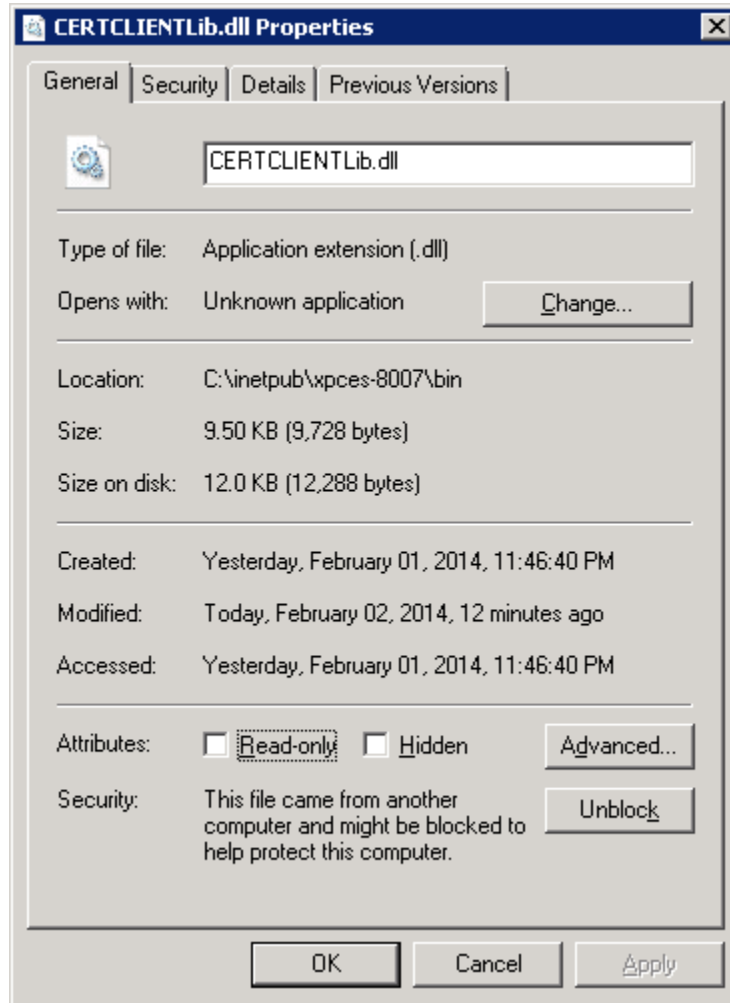 CERTCLIENTLib.dll Properties
General Security Details Previous Versions
CERTCLIENTLib.dll
Type of file: Application extension (.dll)
Opens with: Unknown application Change...
Location: C:\inetpub\xpces-8007\bin
Size: 9.50 KB (9,728 bytes)
Size on disk: 12.0 KB (12,288 bytes)
Created: Yesterday, February 01, 2014, 11:46:40 PM
Modified: Today, February 02, 2014, 12 minutes ago
Accessed: Yesterday, February 01, 2014, 11:46:40 PM
Attributes: Read-only Hidden Advanced...
Security: This file came from another
computer and might be blocked to
help protect this computer.
Unblock
OK Cancel Apply